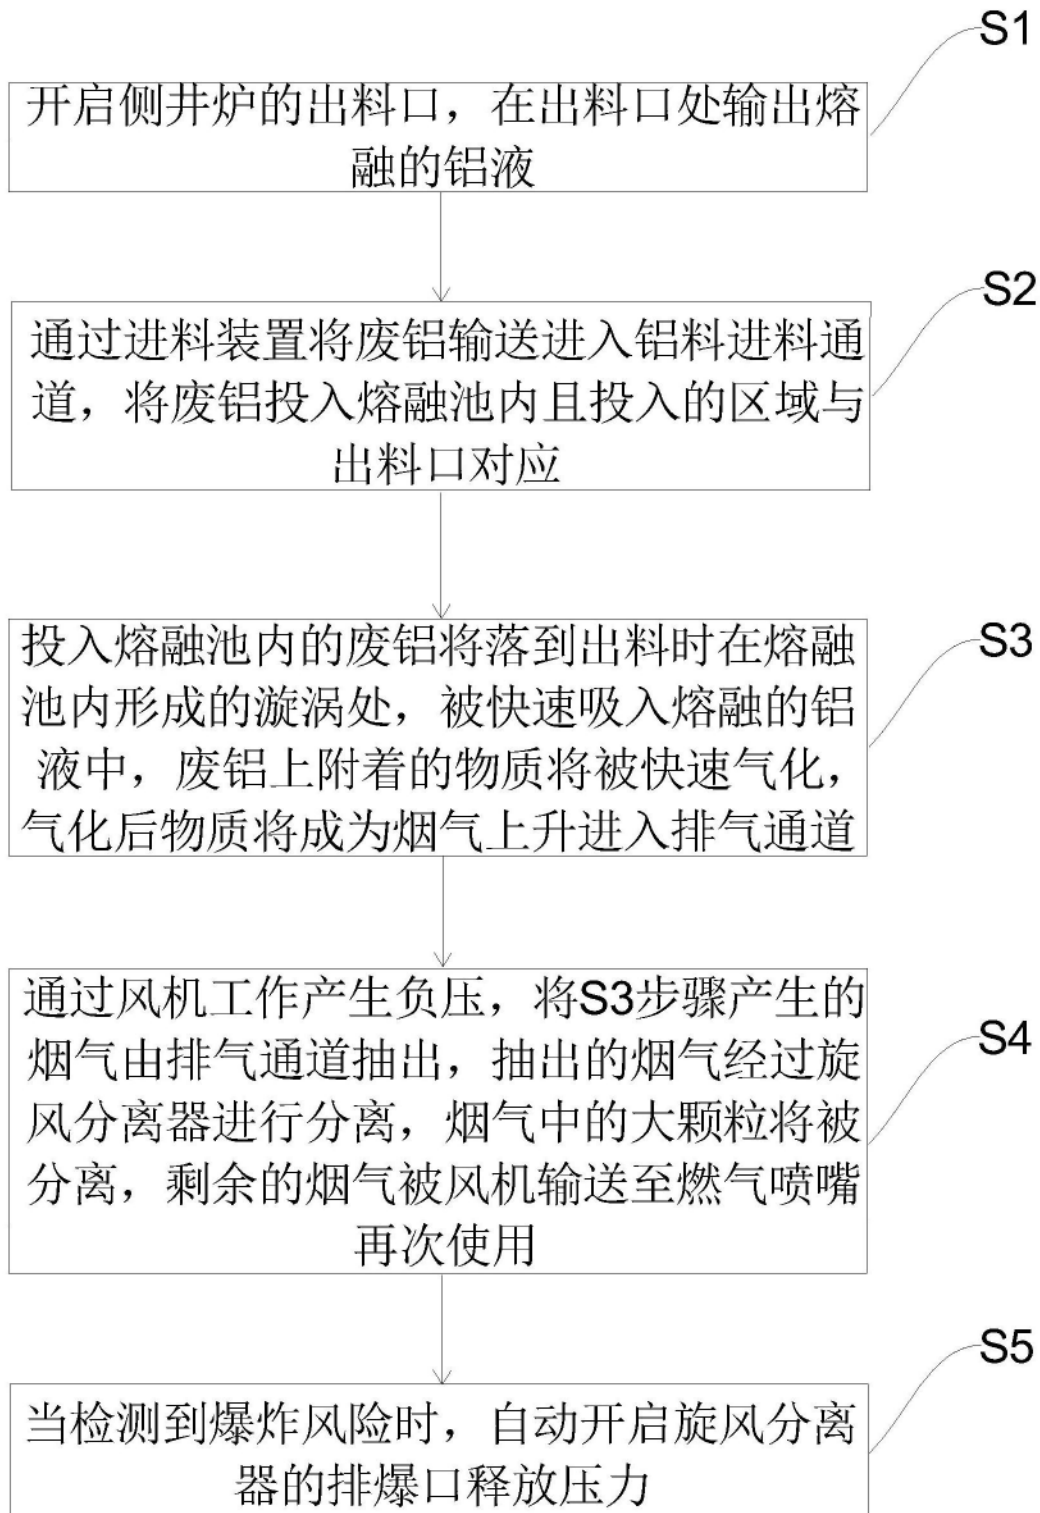 S1
开启侧井炉的出料口，在出料口处输出熔
融的铝液
S2
通过进料装置将废铝输送进入铝料进料通
道，将废铝投入熔融池内且投入的区域与
出料口对应
S3
投入熔融池内的废铝将落到出料时在熔融
池内形成的漩涡处，被快速吸入熔融的铝
液中，废铝上附着的物质将被快速气化，
气化后物质将成为烟气上升进入排气通道
S4
通过风机工作产生负压，将S3步骤产生的
烟气由排气通道抽出，抽出的烟气经过旋
风分离器进行分离，烟气中的大颗粒将被
分离，剩余的烟气被风机输送至燃气喷嘴
再次使用
S5
当检测到爆炸风险时，自动开启旋风分离
器的排爆口释放压力